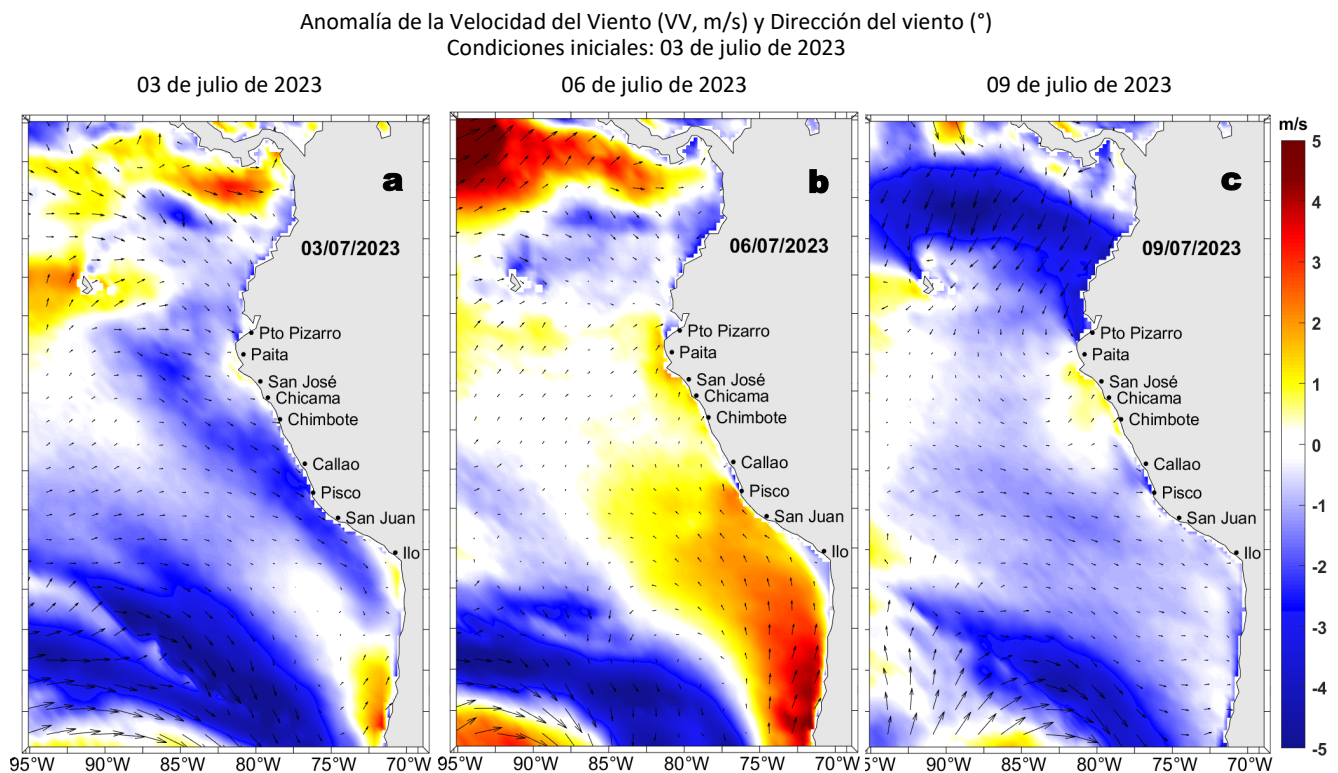 Anomalía de la Velocidad del Viento (VV, m/s) y Dirección del viento (°)
Condiciones iniciales: 03 de julio de 2023
03 de julio de 2023
06 de julio de 2023
09 de julio de 2023
a
03/07/2023
Pto Pizarro
Paita
San José
Chicama
Chimbote
Callao
Pisco
San Juan
Ilo
95°W 90°W 85°W 80°W 75°W 70°W
b
06/07/2023
Pto Pizarro
Paita
San José
Chicama
Chimbote
Callao
Pisco
San Juan
Ilo
95°W 90°W 85°W 80°W 75°W 70°W
c
09/07/2023
Pto Pizarro
Paita
San José
Chicama
Chimbote
Callao
Pisco
San Juan
Ilo
90°W 85°W 80°W 75°W 70°W
m/s
5
4
3
2
1
0
-1
-2
-3
-4
-5